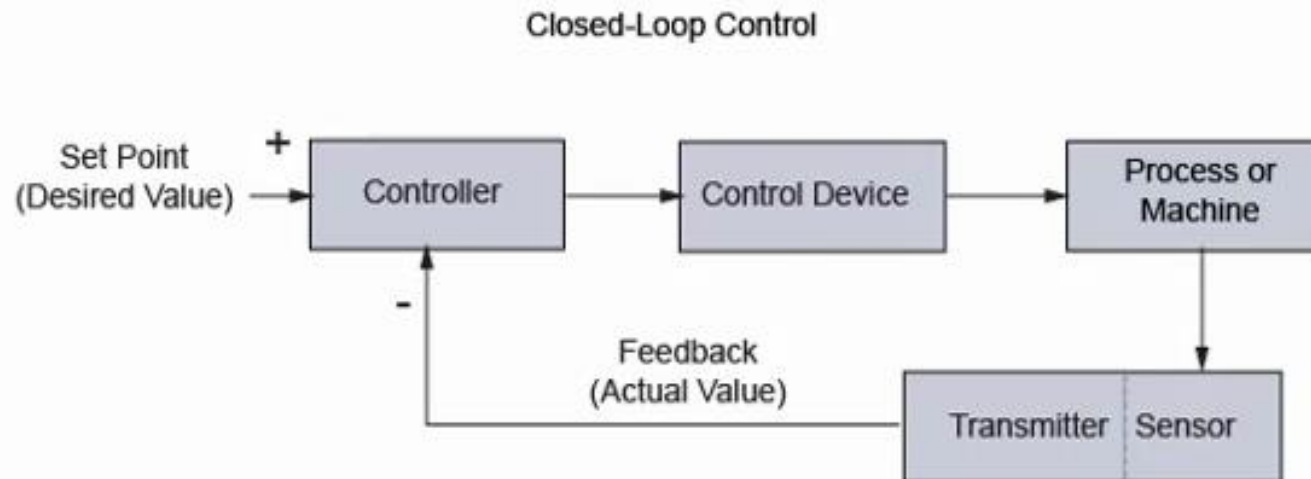 Closed-Loop Control
Set Point
(Desired Value)
+
Controller
Control Device
Process or
Machine
-
Feedback
(Actual Value)
Transmitter
Sensor